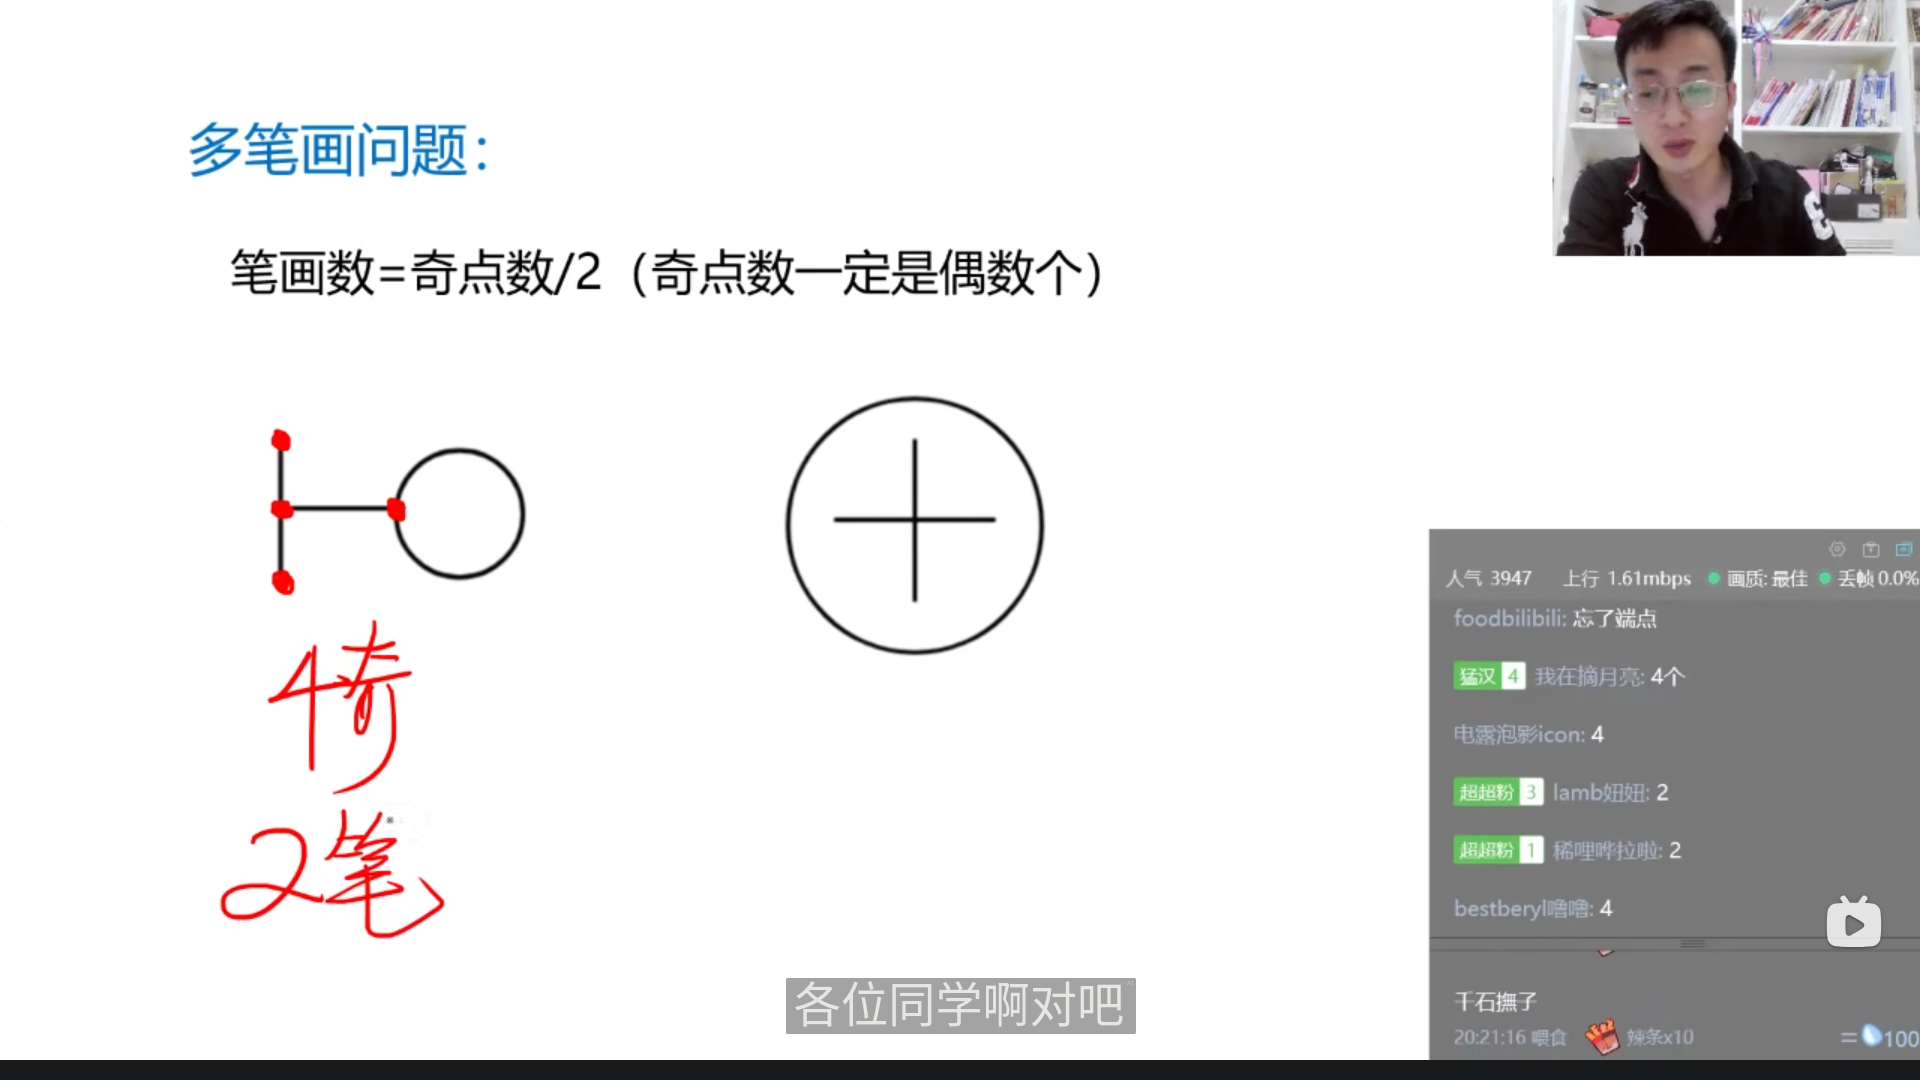 多笔画问题：
笔画数=奇点数/2（奇点数一定是偶数个）
4奇
2笔
3
人气 3947 上行 1.61mbps 画质: 最佳 丢帧 0.0%
foodbilibili: 忘了端点
猛汉 4 我在摘月亮: 4个
电露泡影icon: 4
超超粉 3 lamb妞妞: 2
超超粉 1 稀哩哗拉啦: 2
bestberyl噜噜: 4
千石撫子
20:21:16 喂食 辣条x10 = 100
各位同学啊对吧